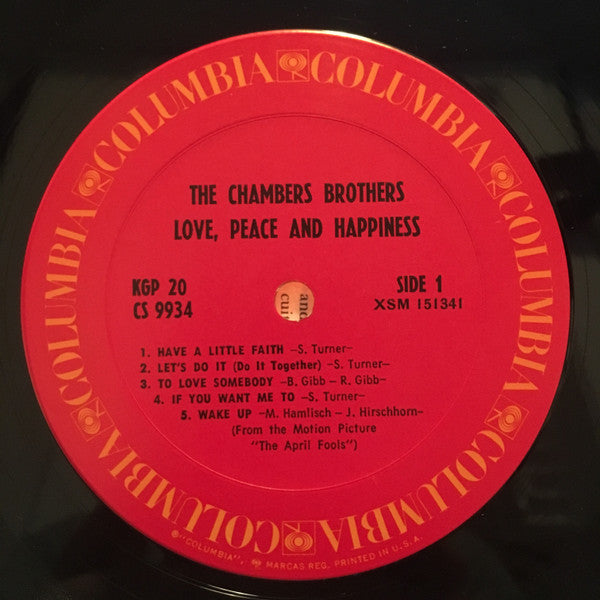 COLUMBIA COLUMBIA COLUMBIA COLUMBIA COLUMBIA COLUMBIA
THE CHAMBERS BROTHERS
LOVE, PEACE AND HAPPINESS
KGP 20 SIDE 1
CS 9934 XSM 151341
and
cui
1. HAVE A LITTLE FAITH –S. Turner–
2. LET'S DO IT (Do It Together) –S. Turner–
3. TO LOVE SOMEBODY –B. Gibb – R. Gibb–
4. IF YOU WANT ME TO –S. Turner–
5. WAKE UP –M. Hamlisch – J. Hirschhorn–
(From the Motion Picture
"The April Fools")
®"COLUMBIA", MARCAS REG. PRINTED IN U.S.A.